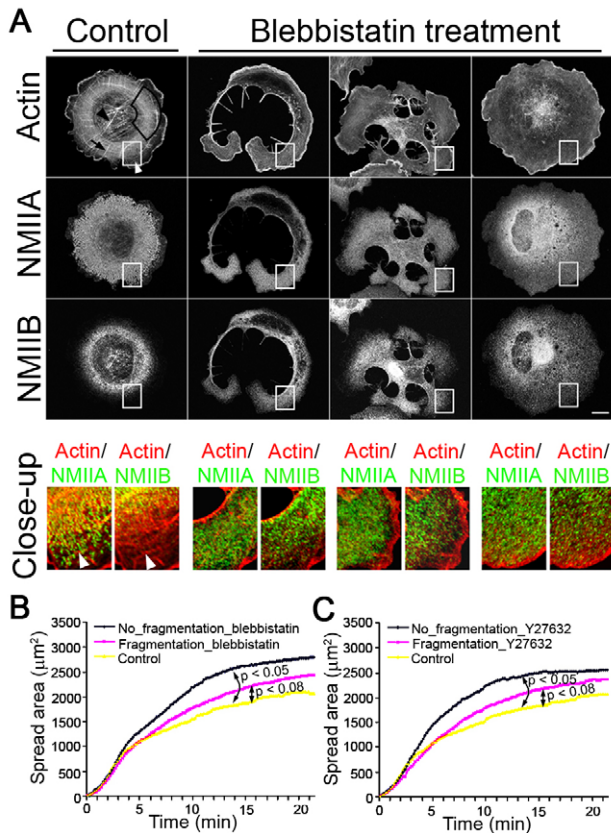 A
Control
Blebbistatin treatment
Actin
NMIIA
NMIIB
Close-up
Actin/ Actin/ Actin/ Actin/ Actin/ Actin/ Actin/ Actin/
NMIIA NMIIB NMIIA NMIIB NMIIA NMIIB NMIIA NMIIB
B
Spread area (μm²)
3500
3000
2500
2000
1500
1000
500
0
No_fragmentation_blebbistatin
Fragmentation_blebbistatin
Control
p < 0.05
p < 0.08
0 5 10 15 20
Time (min)
C
Spread area (μm²)
3500
3000
2500
2000
1500
1000
500
0
No_fragmentation_Y27632
Fragmentation_Y27632
Control
p < 0.05
p < 0.08
0 5 10 15 20
Time (min)